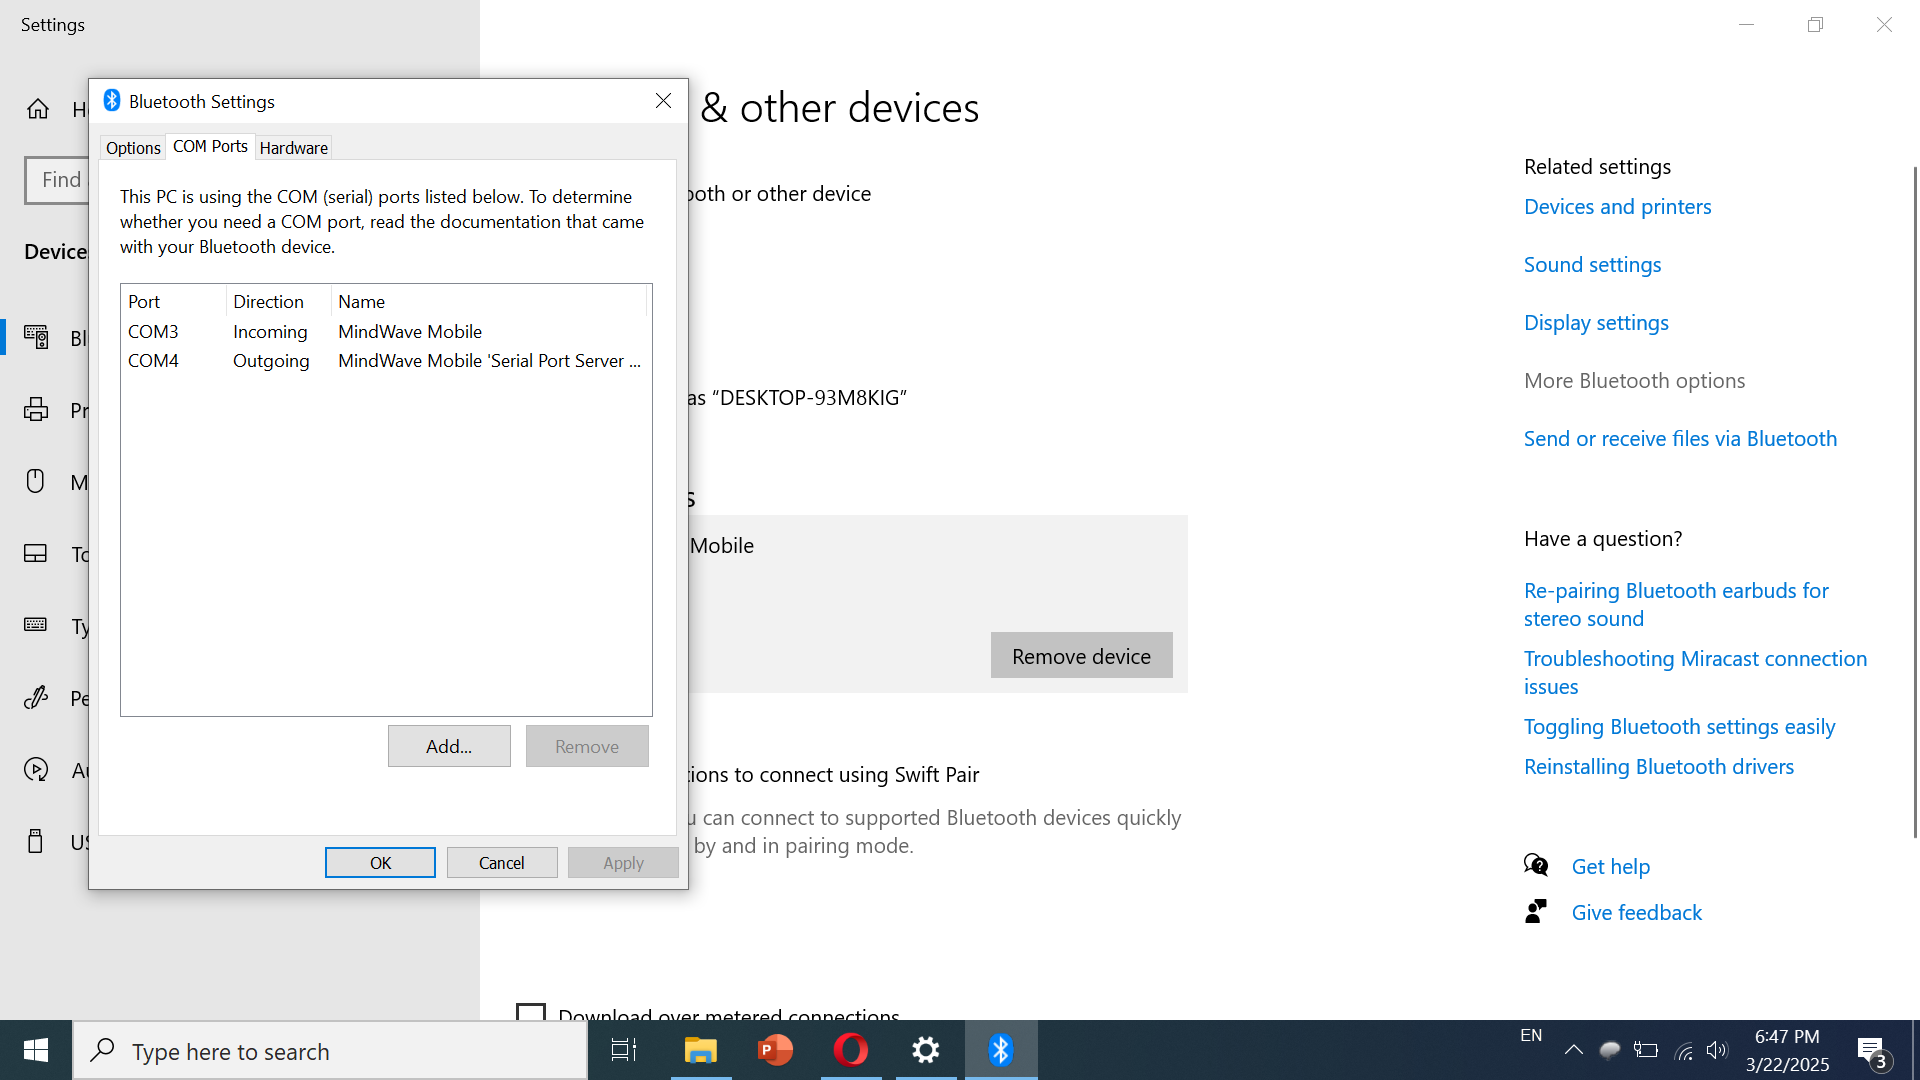 Settings
Bluetooth Settings
Options
COM Ports
Hardware
This PC is using the COM (serial) ports listed below. To determine
whether you need a COM port, read the documentation that came
with your Bluetooth device.
Port Direction Name
COM3 Incoming MindWave Mobile
COM4 Outgoing MindWave Mobile 'Serial Port Server ...
Add...
Remove
OK
Cancel
Apply
Find
Device
Bl
Pr
M
To
Ty
Pe
Au
US
& other devices
ooth or other device
as “DESKTOP-93M8KIG”
s
Mobile
Remove device
ions to connect using Swift Pair
u can connect to supported Bluetooth devices quickly
by and in pairing mode.
Download over metered connections
Related settings
Devices and printers
Sound settings
Display settings
More Bluetooth options
Send or receive files via Bluetooth
Have a question?
Re-pairing Bluetooth earbuds for
stereo sound
Troubleshooting Miracast connection
issues
Toggling Bluetooth settings easily
Reinstalling Bluetooth drivers
Get help
Give feedback
Type here to search
EN
6:47 PM
3/22/2025
3